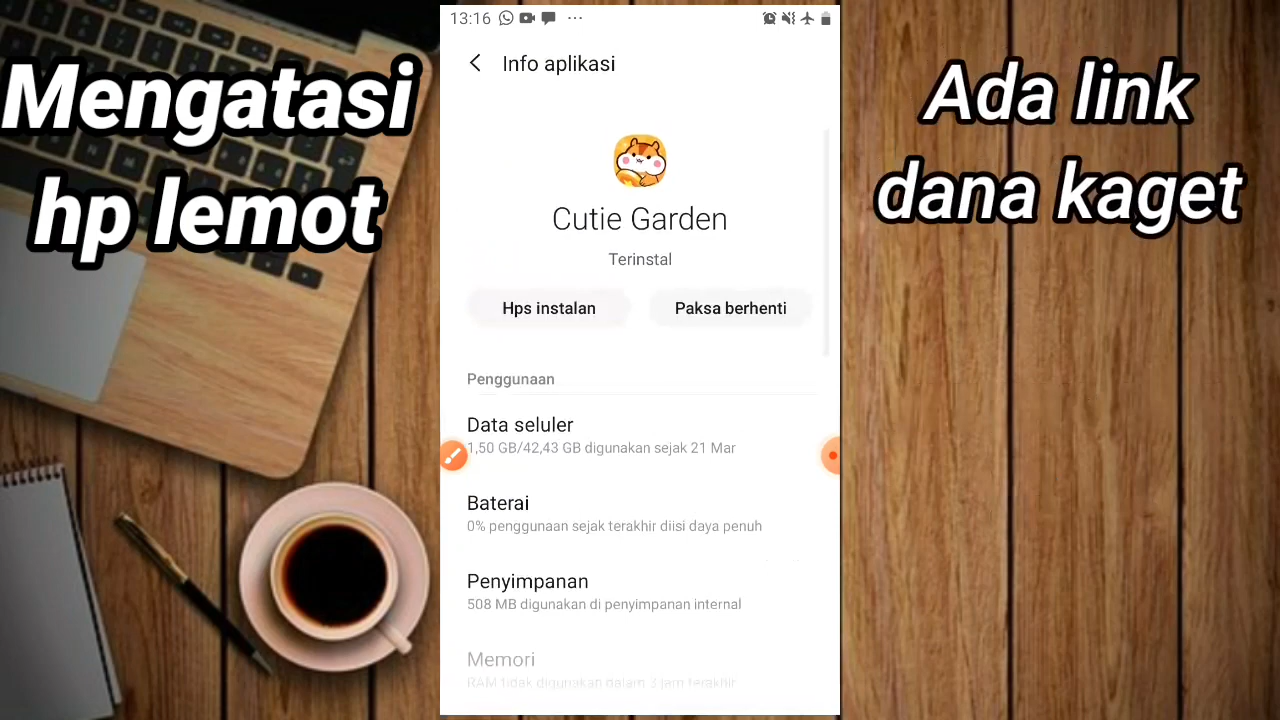 Mengatasi
hp lemot
13:16
Info aplikasi
Cutie Garden
Terinstal
Hps instalan
Paksa berhenti
Penggunaan
Data seluler
1,50 GB/42,43 GB digunakan sejak 21 Mar
Baterai
0% penggunaan sejak terakhir diisi daya penuh
Penyimpanan
508 MB digunakan di penyimpanan internal
Memori
RAM tidak digunakan dalam 3 jam terakhir
Ada link
dana kaget